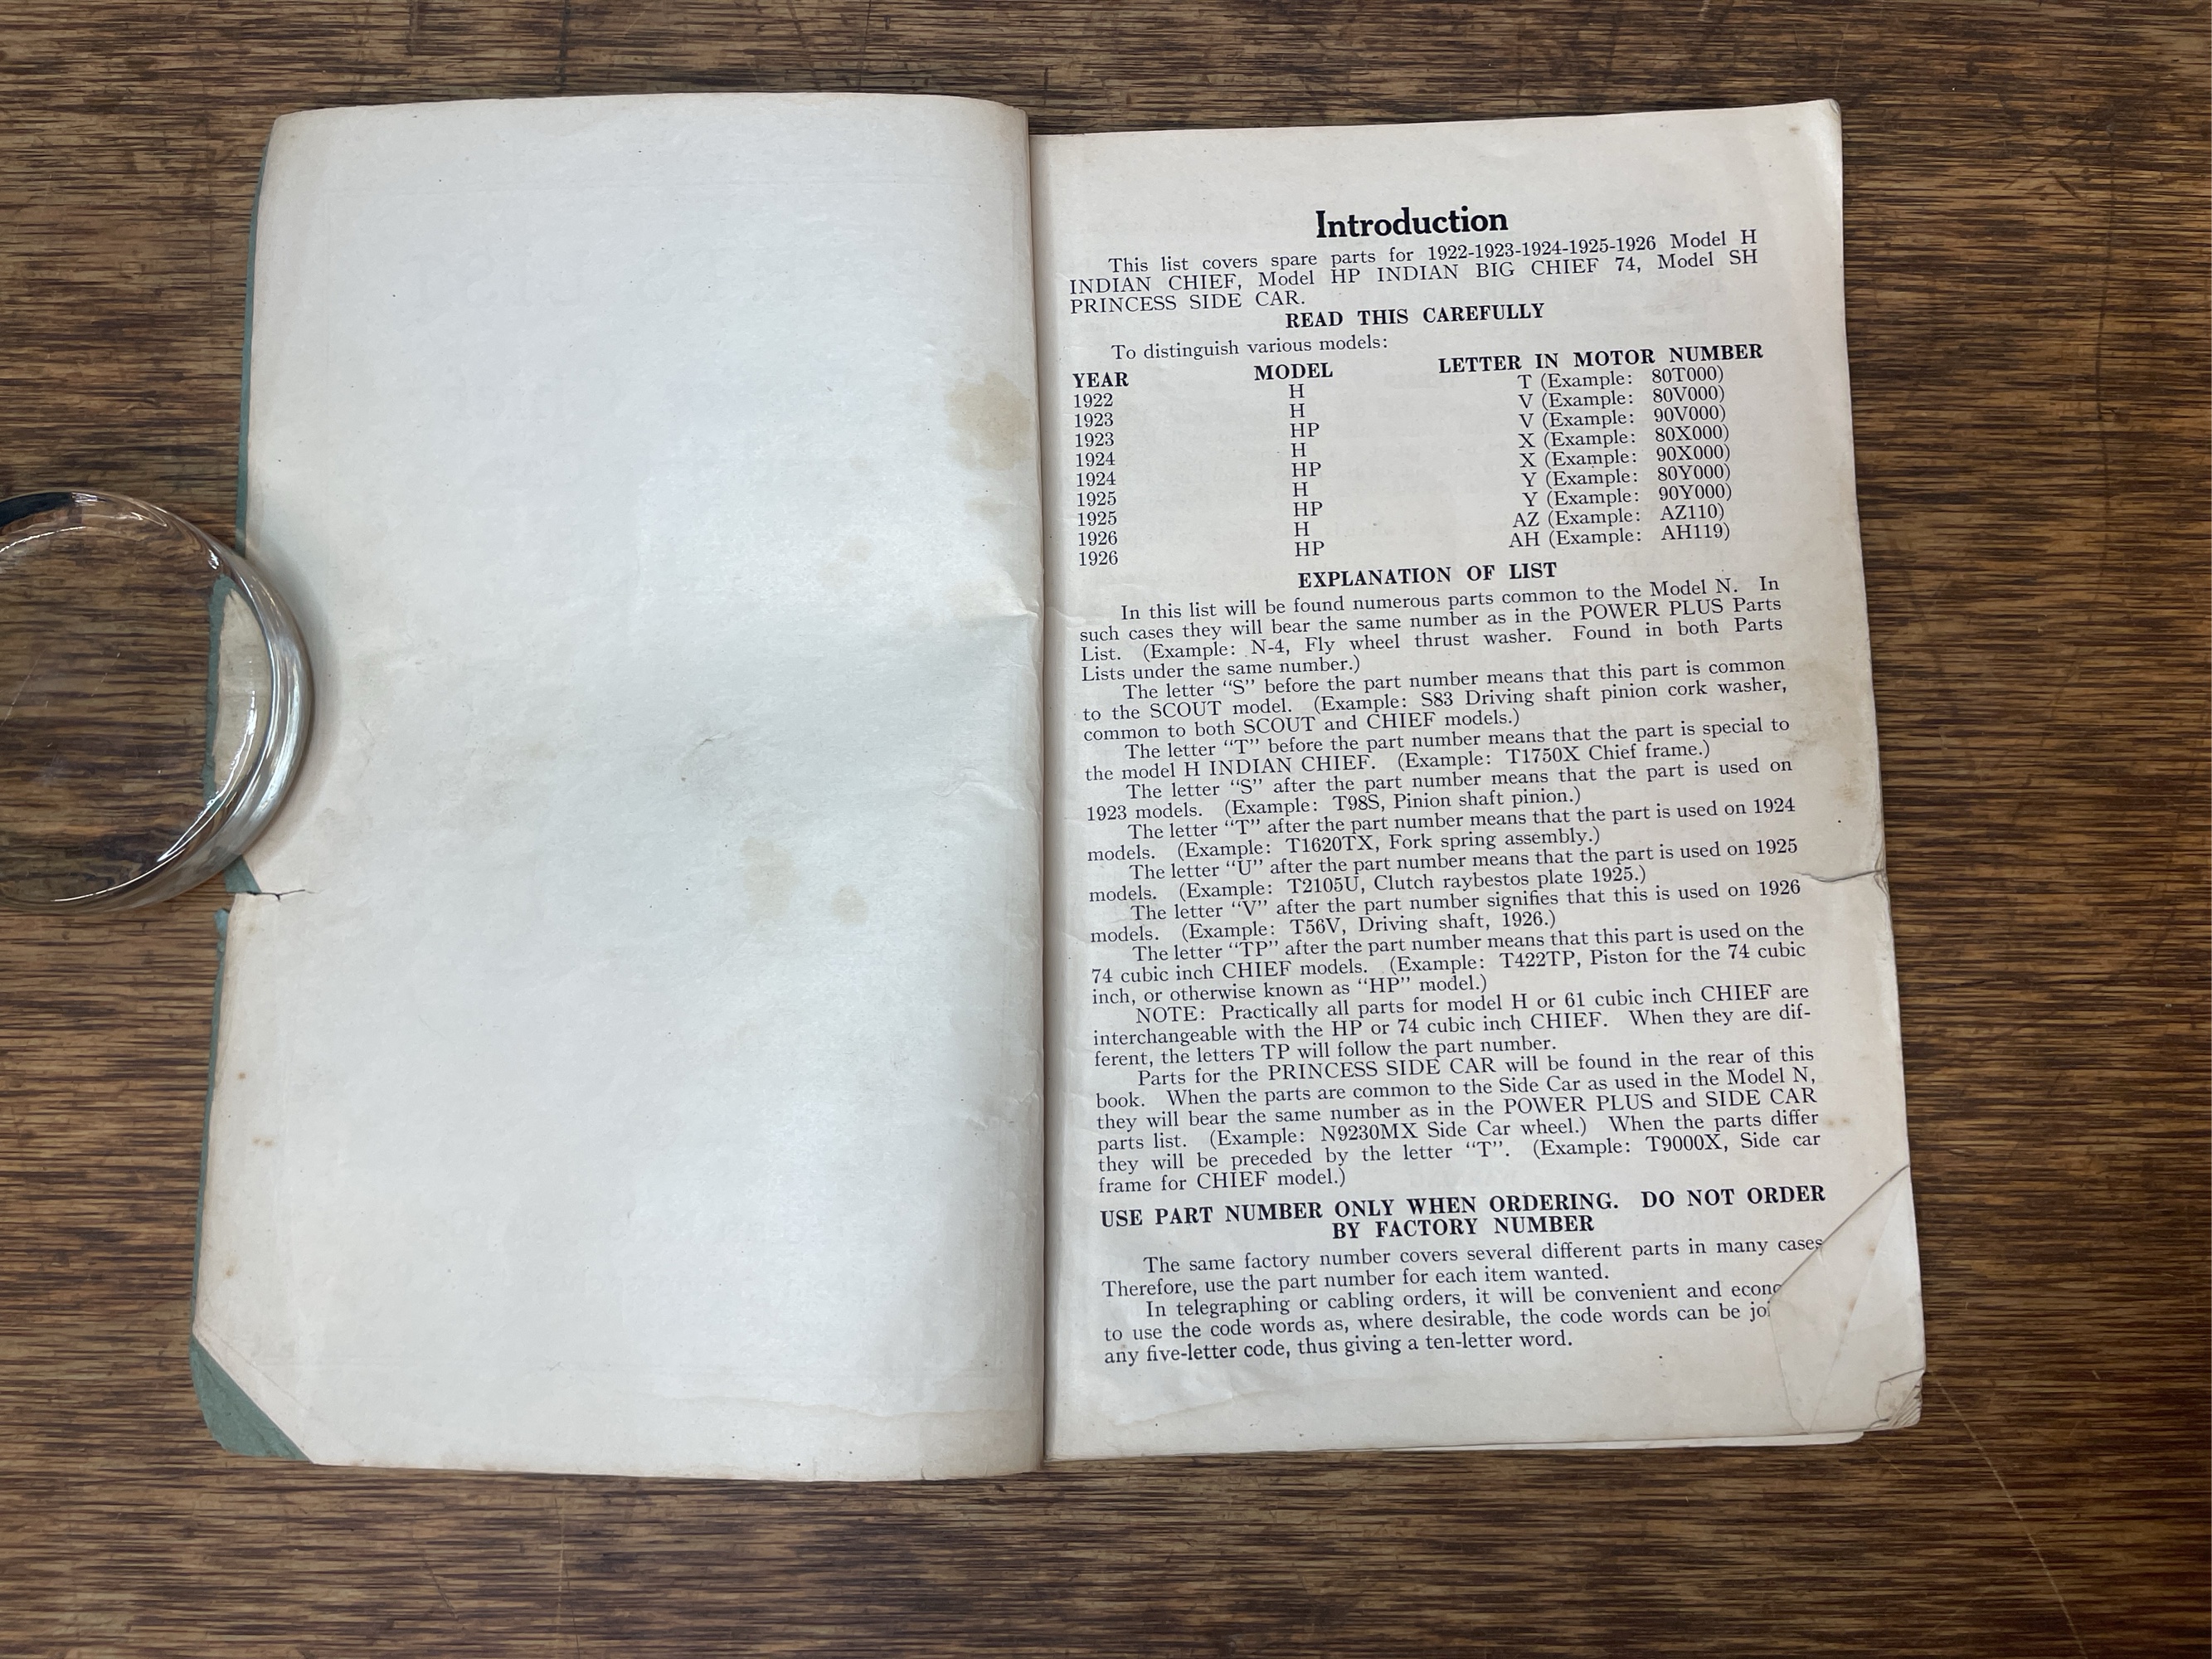 Introduction
This list covers spare parts for 1922-1923-1924-1925-1926 Model H
INDIAN CHIEF, Model HP INDIAN BIG CHIEF 74, Model SH
PRINCESS SIDE CAR.
READ THIS CAREFULLY
To distinguish various models:
YEAR MODEL LETTER IN MOTOR NUMBER
1922 H T (Example: 80T000)
1923 H V (Example: 80V000)
1923 HP V (Example: 90V000)
1924 H X (Example: 80X000)
1924 HP X (Example: 90X000)
1925 H Y (Example: 80Y000)
1925 HP Y (Example: 90Y000)
1926 H AZ (Example: AZ110)
1926 HP AH (Example: AH119)
EXPLANATION OF LIST
In this list will be found numerous parts common to the Model N. In
such cases they will bear the same number as in the POWER PLUS Parts
List. (Example: N-4, Fly wheel thrust washer. Found in both Parts
Lists under the same number.)
The letter "S" before the part number means that this part is common
to the SCOUT model. (Example: S83 Driving shaft pinion cork washer,
common to both SCOUT and CHIEF models.)
The letter "T" before the part number means that the part is special to
the model H INDIAN CHIEF. (Example: T1750X Chief frame.)
The letter "S" after the part number means that the part is used on
1923 models. (Example: T98S, Pinion shaft pinion.)
The letter "T" after the part number means that the part is used on 1924
models. (Example: T1620TX, Fork spring assembly.)
The letter "U" after the part number means that the part is used on 1925
models. (Example: T2105U, Clutch raybestos plate 1925.)
The letter "V" after the part number signifies that this is used on 1926
models. (Example: T56V, Driving shaft, 1926.)
The letter "TP" after the part number means that this part is used on the
74 cubic inch CHIEF models. (Example: T422TP, Piston for the 74 cubic
inch, or otherwise known as "HP" model.)
NOTE: Practically all parts for model H or 61 cubic inch CHIEF are
interchangeable with the HP or 74 cubic inch CHIEF. When they are dif-
ferent, the letters TP will follow the part number.
Parts for the PRINCESS SIDE CAR will be found in the rear of this
book. When the parts are common to the Side Car as used in the Model N,
they will bear the same number as in the POWER PLUS and SIDE CAR
parts list. (Example: N9230MX Side Car wheel.) When the parts differ
they will be preceded by the letter "T". (Example: T9000X, Side car
frame for CHIEF model.)
USE PART NUMBER ONLY WHEN ORDERING. DO NOT ORDER
BY FACTORY NUMBER
The same factory number covers several different parts in many cases
Therefore, use the part number for each item wanted.
In telegraphing or cabling orders, it will be convenient and
to use the code words as, where desirable, the code words can be
any five-letter code, thus giving a ten-letter word.